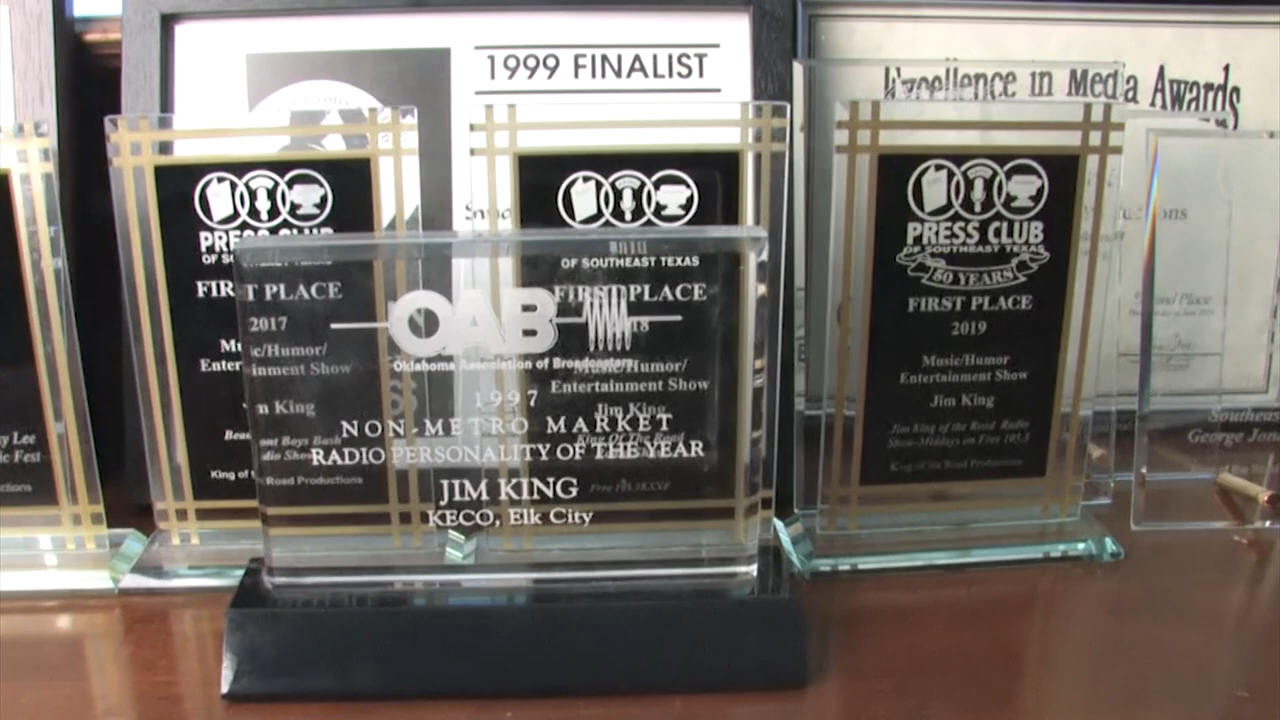 1999 FINALIST
Excellence in Media Awards
PRESS CLUB
FIRST PLACE
2017
Music/Humor/
Entertainment Show
Jim King
King of the Road Productions
OF SOUTHEAST TEXAS
FIRST PLACE
Music/Humor/
Entertainment Show
Jim King
King Of The Road
OAB
Oklahoma Association of Broadcasters
1997
NON-METRO MARKET
RADIO PERSONALITY OF THE YEAR
JIM KING
KECO, Elk City
PRESS CLUB
OF SOUTHEAST TEXAS
50 YEARS
FIRST PLACE
2019
Music/Humor
Entertainment Show
Jim King
Jim King of the Road Radio
Show-Middays on Free 103.3
King of the Road Productions
George Jon